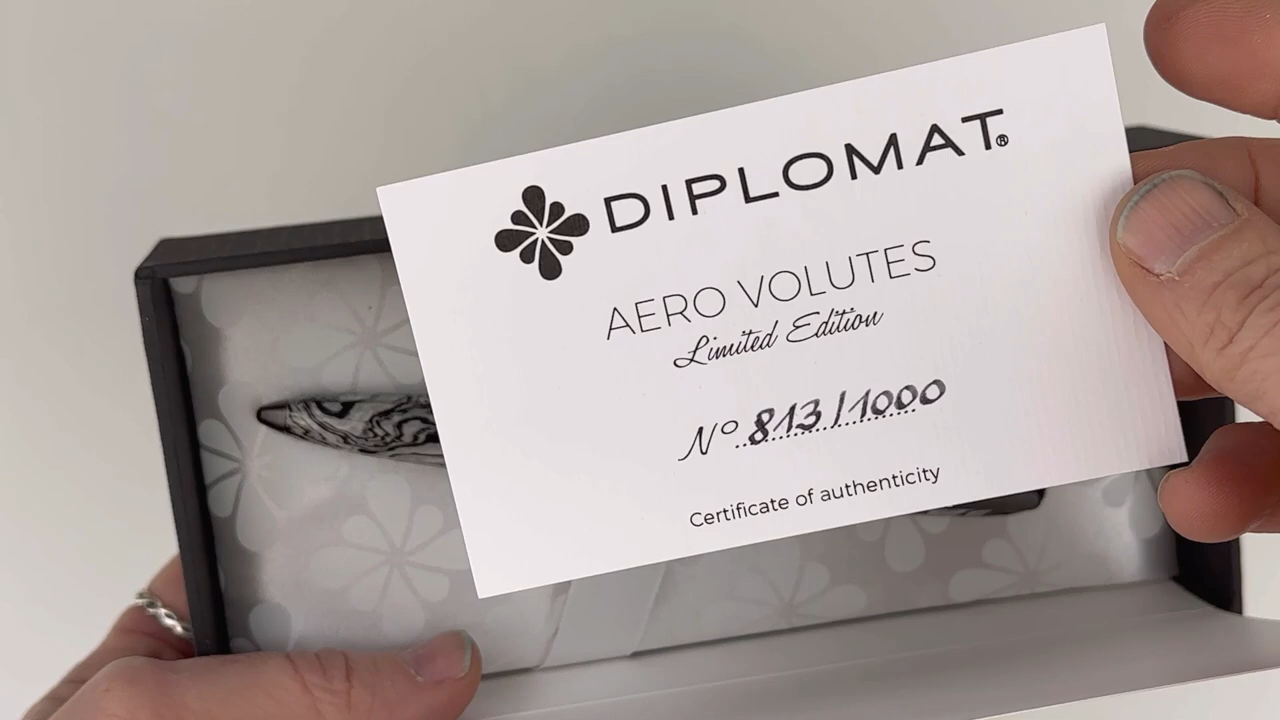 DIPLOMAT®
AERO VOLUTES
Limited Edition
Nº 813/1000
Certificate of authenticity